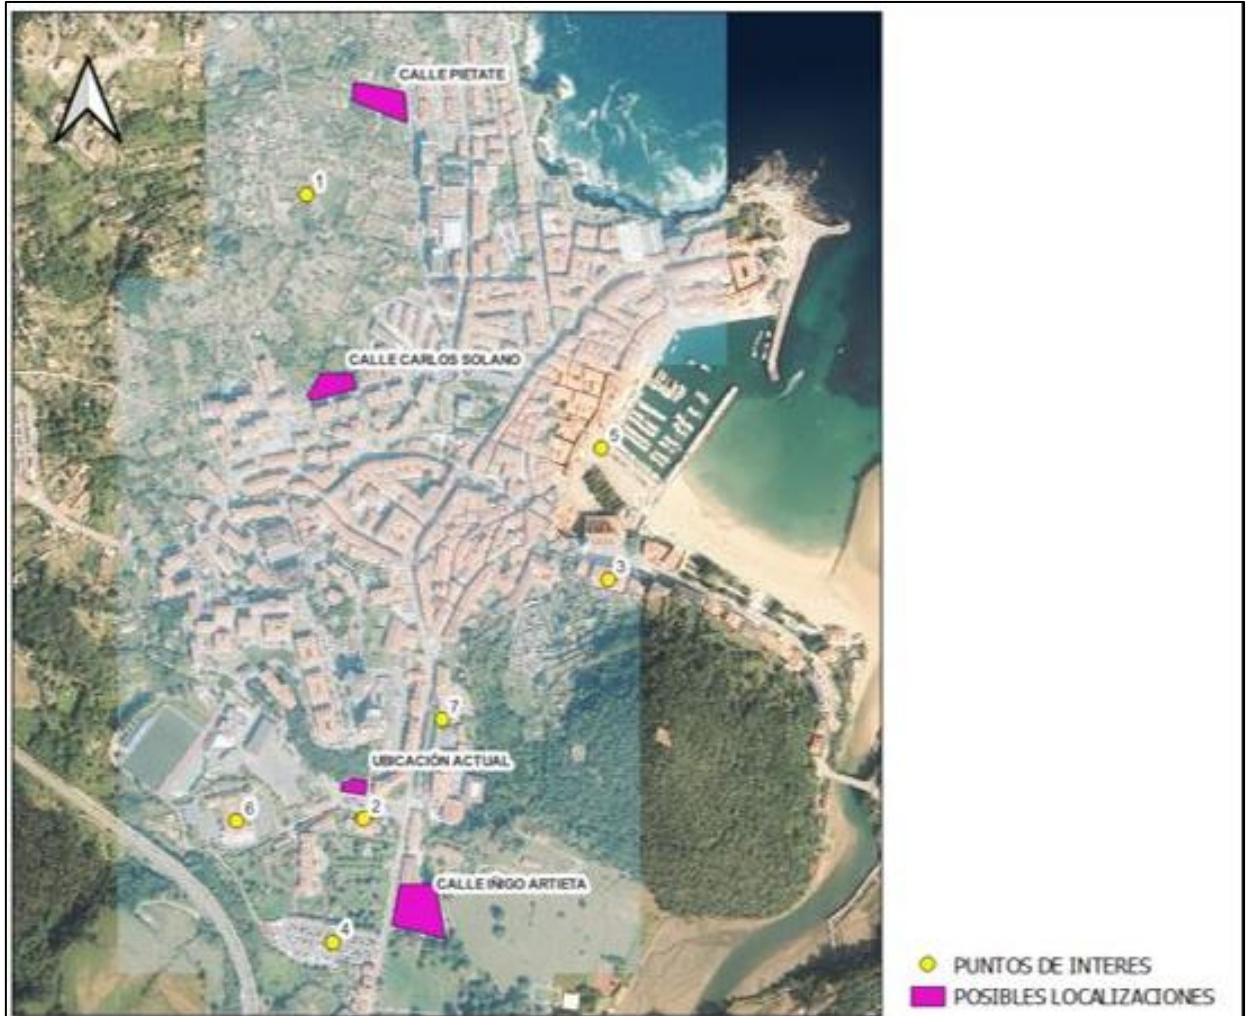 CALLE PIETATE
1
CALLE CARLOS SOLANO
5
3
7
UBICACIÓN ACTUAL
6
2
CALLE IÑIGO ARTIETA
4
PUNTOS DE INTERES
POSIBLES LOCALIZACIONES